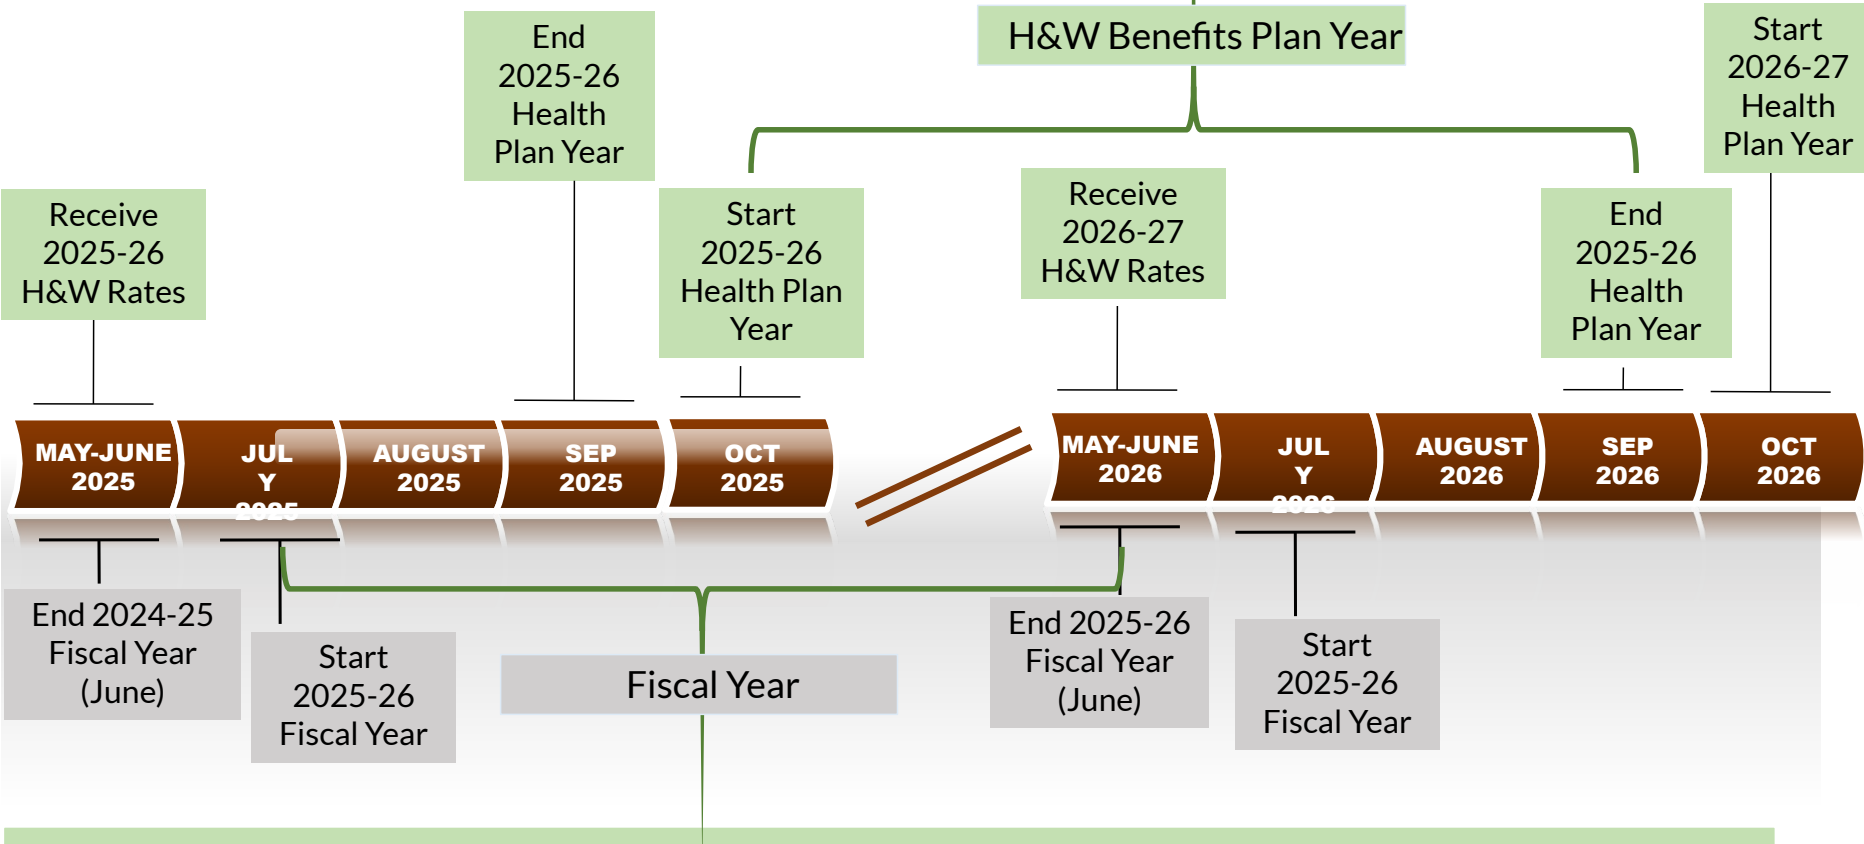 End
2025-26
Health
Plan Year
H&W Benefits Plan Year
Start
2026-27
Health
Plan Year
Receive
2025-26
H&W Rates
Start
2025-26
Health Plan
Year
Receive
2026-27
H&W Rates
End
2025-26
Health
Plan Year
MAY-JUNE
2025
JUL
Y
2025
AUGUST
2025
SEP
2025
OCT
2025
MAY-JUNE
2026
JUL
Y
2026
AUGUST
2026
SEP
2026
OCT
2026
End 2024-25
Fiscal Year
(June)
Start
2025-26
Fiscal Year
Fiscal Year
End 2025-26
Fiscal Year
(June)
Start
2025-26
Fiscal Year